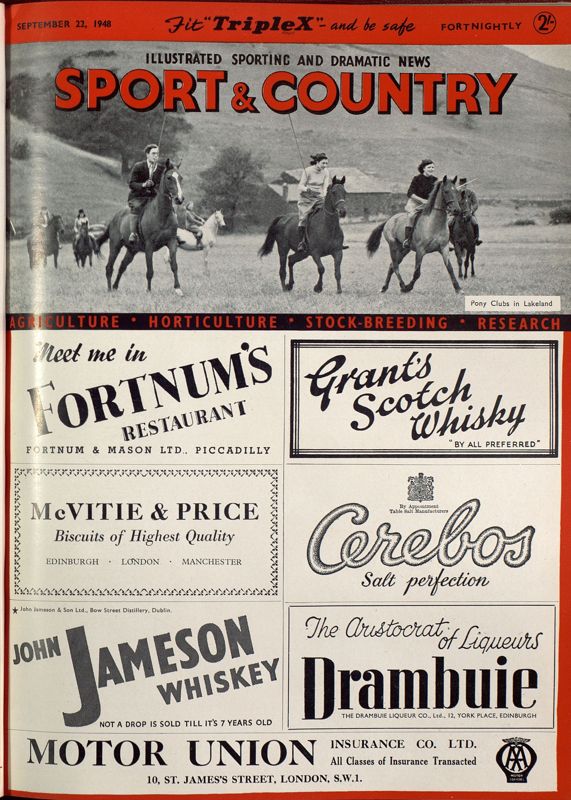 SEPTEMBER 23, 1948
Fit "TripleX" - and be safe
FORTNIGHTLY
2/-
ILLUSTRATED SPORTING AND DRAMATIC NEWS
SPORT & COUNTRY
Pony Clubs in Lakeland
AGRICULTURE · HORTICULTURE · STOCK-BREEDING · RESEARCH
Meet me in
FORTNUM'S
RESTAURANT
FORTNUM & MASON LTD., PICCADILLY
Grant's
Scotch
Whisky
"BY ALL PREFERRED"
McVITIE & PRICE
Biscuits of Highest Quality
EDINBURGH · LONDON · MANCHESTER
By Appointment
Table Salt Manufacturers
Cerebos
Salt perfection
★ John Jameson & Son Ltd., Bow Street Distillery, Dublin.
JOHN
JAMESON
WHISKEY
NOT A DROP IS SOLD TILL IT'S 7 YEARS OLD
The Aristocrat of Liqueurs
Drambuie
THE DRAMBUIE LIQUEUR CO., Ltd., 12, YORK PLACE, EDINBURGH
MOTOR UNION INSURANCE CO. LTD.
All Classes of Insurance Transacted
10, ST. JAMES'S STREET, LONDON, S.W.1.
AA